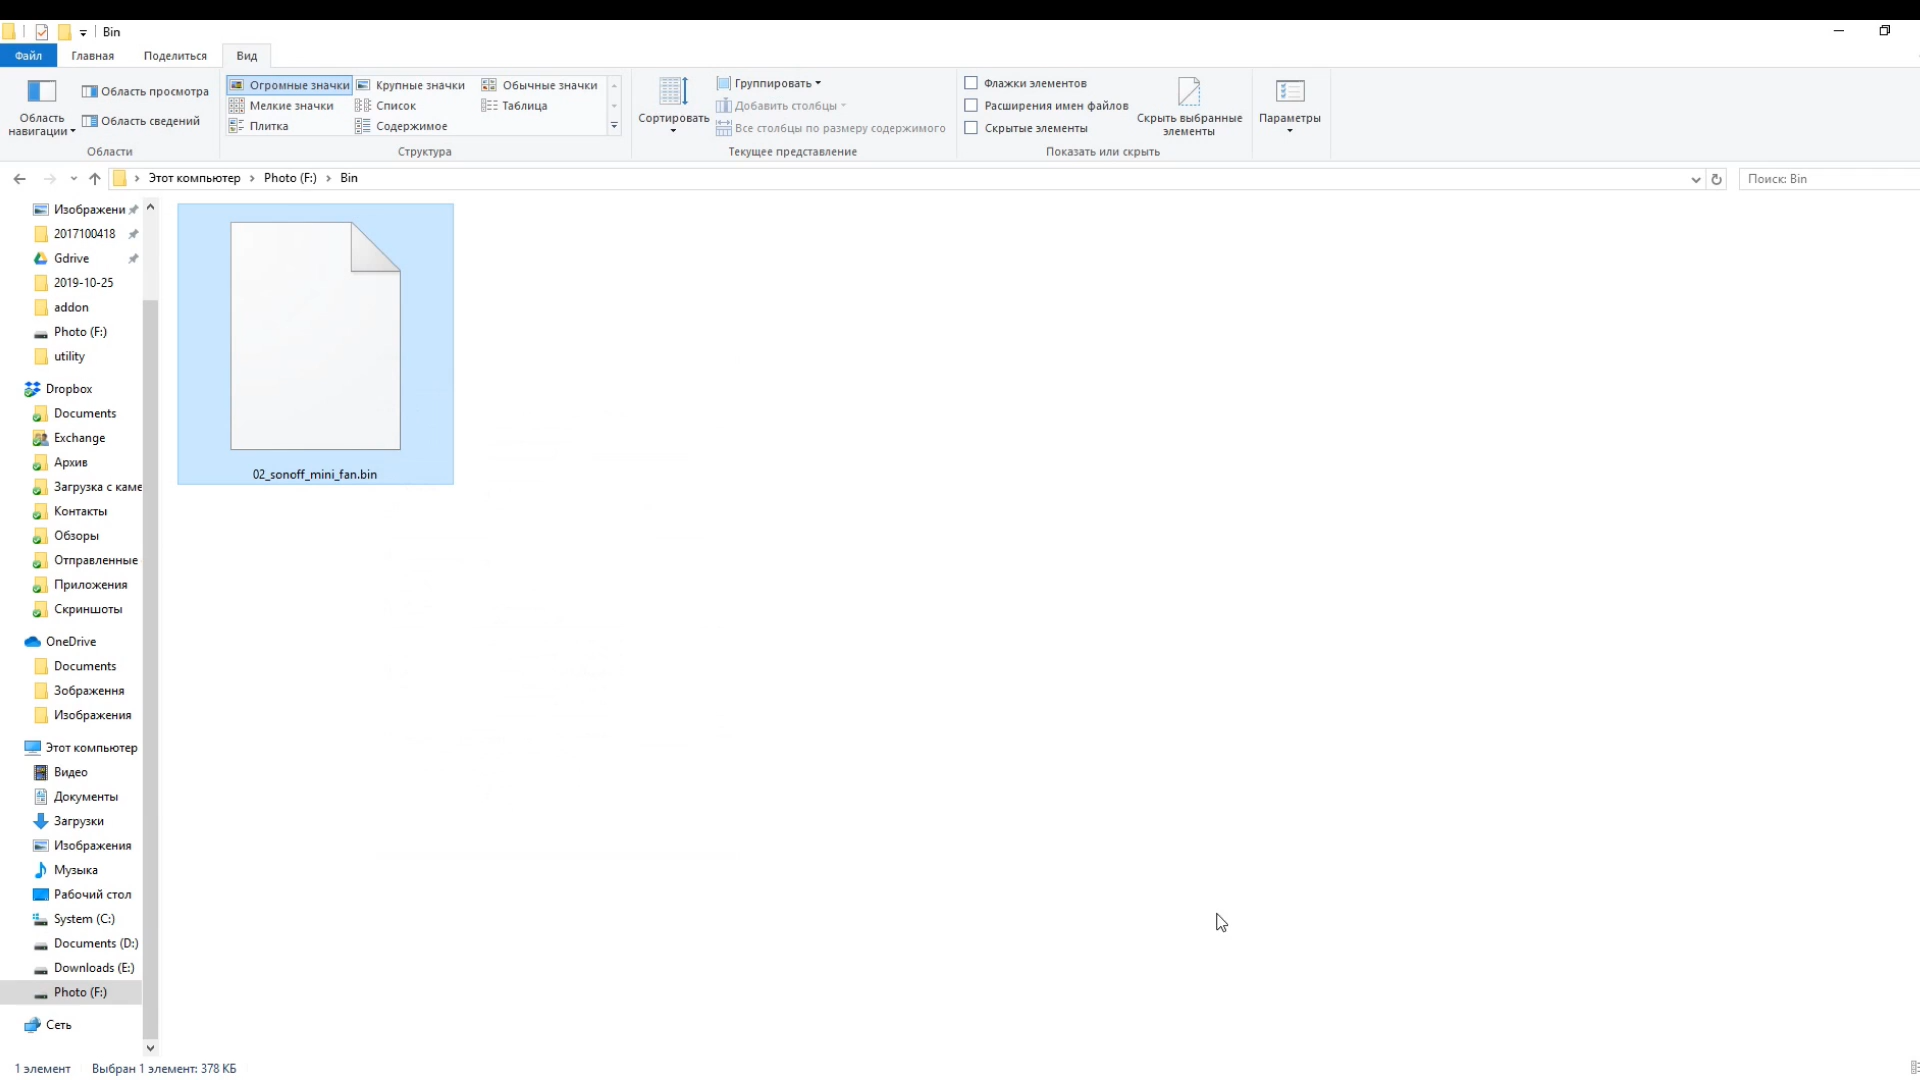 Bin
Файл Главная Поделиться Вид
Область навигации
Область просмотра
Область сведений
Области
Огромные значки Крупные значки Обычные значки
Мелкие значки Список Таблица
Плитка Содержимое
Структура
Сортировать
Группировать
Добавить столбцы
Все столбцы по размеру содержимого
Текущее представление
Флажки элементов
Расширения имен файлов
Скрытые элементы
Скрыть выбранные
элементы
Показать или скрыть
Параметры
Этот компьютер Photo (F:) Bin
Поиск: Bin
Изображени
2017100418
Gdrive
2019-10-25
addon
Photo (F:)
utility
Dropbox
Documents
Exchange
Архив
Загрузка с каме
Контакты
Обзоры
Отправленные
Приложения
Скриншоты
OneDrive
Documents
Зображення
Изображения
Этот компьютер
Видео
Документы
Загрузки
Изображения
Музыка
Рабочий стол
System (C:)
Documents (D:)
Downloads (E:)
Photo (F:)
Сеть
02_sonoff_mini_fan.bin
1 элемент Выбран 1 элемент: 378 КБ